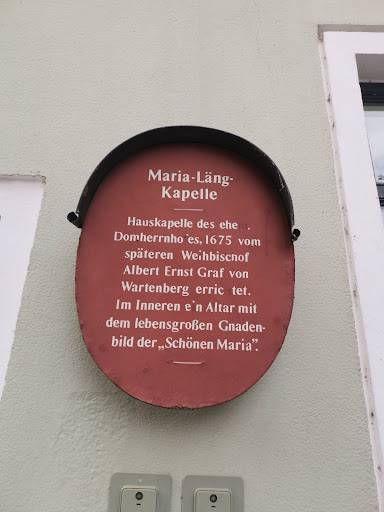 Maria-Läng-
Kapelle
Hauskapelle des ehe .
Domherrnho es, 1675 vom
späteren Weihbischof
Albert Ernst Graf von
Wartenberg erric tet.
Im Inneren ein Altar mit
dem lebensgroßen Gnaden-
bild der „Schönen Maria”.